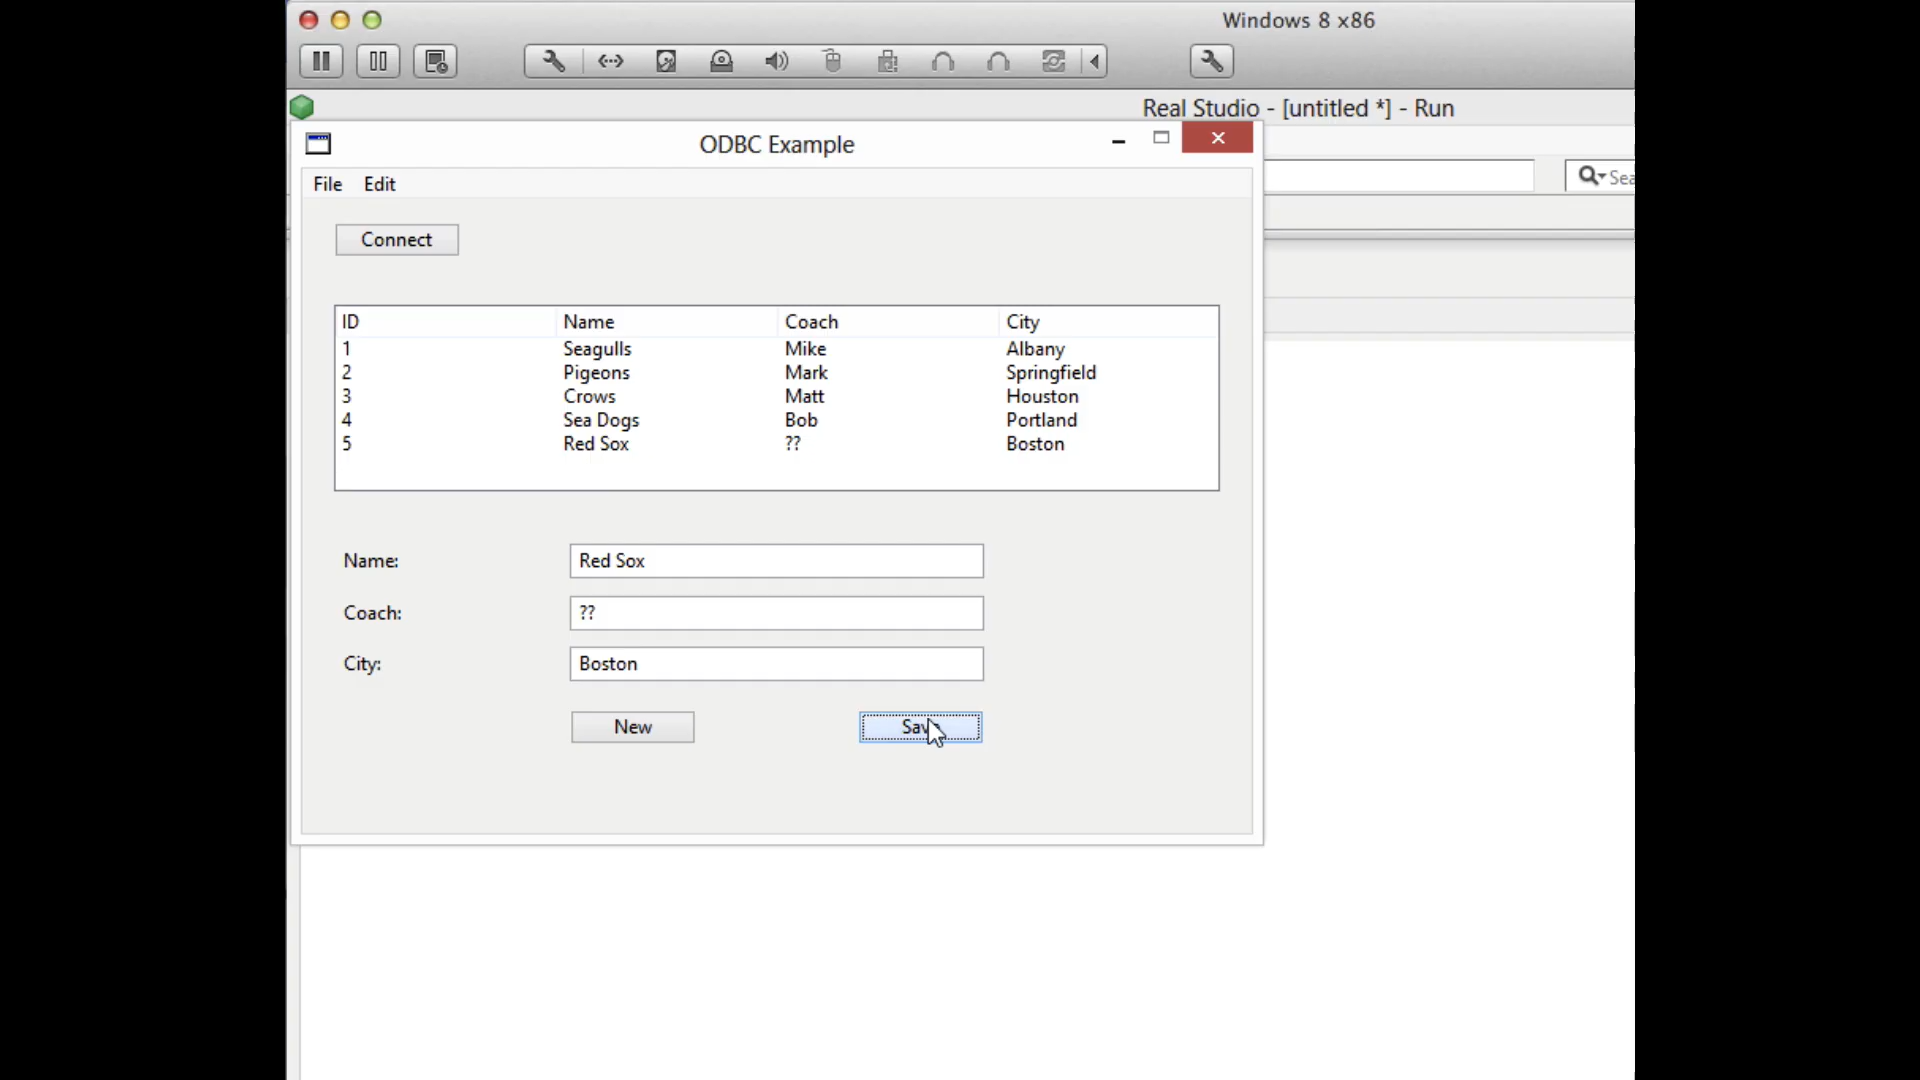 Windows 8 x86
Real Studio - [untitled *] - Run
ODBC Example
File Edit
Sea
Connect
ID Name Coach City
1 Seagulls Mike Albany
2 Pigeons Mark Springfield
3 Crows Matt Houston
4 Sea Dogs Bob Portland
5 Red Sox ?? Boston
Name: Red Sox
Coach: ??
City: Boston
New Save